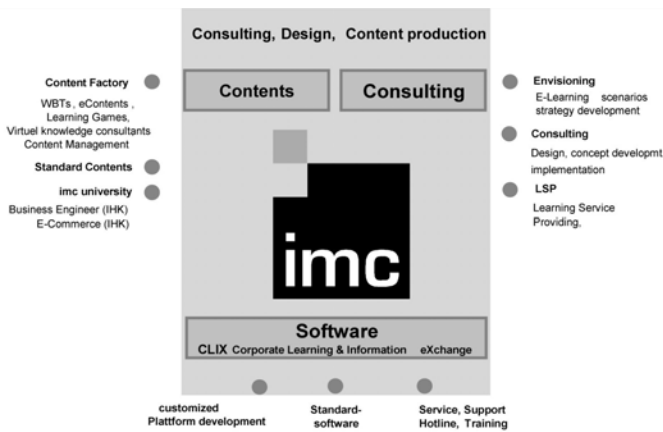 Consulting, Design, Content production
Contents
Consulting
Content Factory
WBTs , eContents ,
Learning Games,
Virtuel knowledge consultants
Content Management
Standard Contents
imc university
Business Engineer (IHK)
E-Commerce (IHK)
Envisioning
E-Learning scenarios
strategy development
Consulting
Design, concept developmt
implementation
LSP
Learning Service
Providing,
imc
Software
CLIX Corporate Learning & Information eXchange
customized
Plattform development
Standard-
software
Service, Support
Hotline, Training